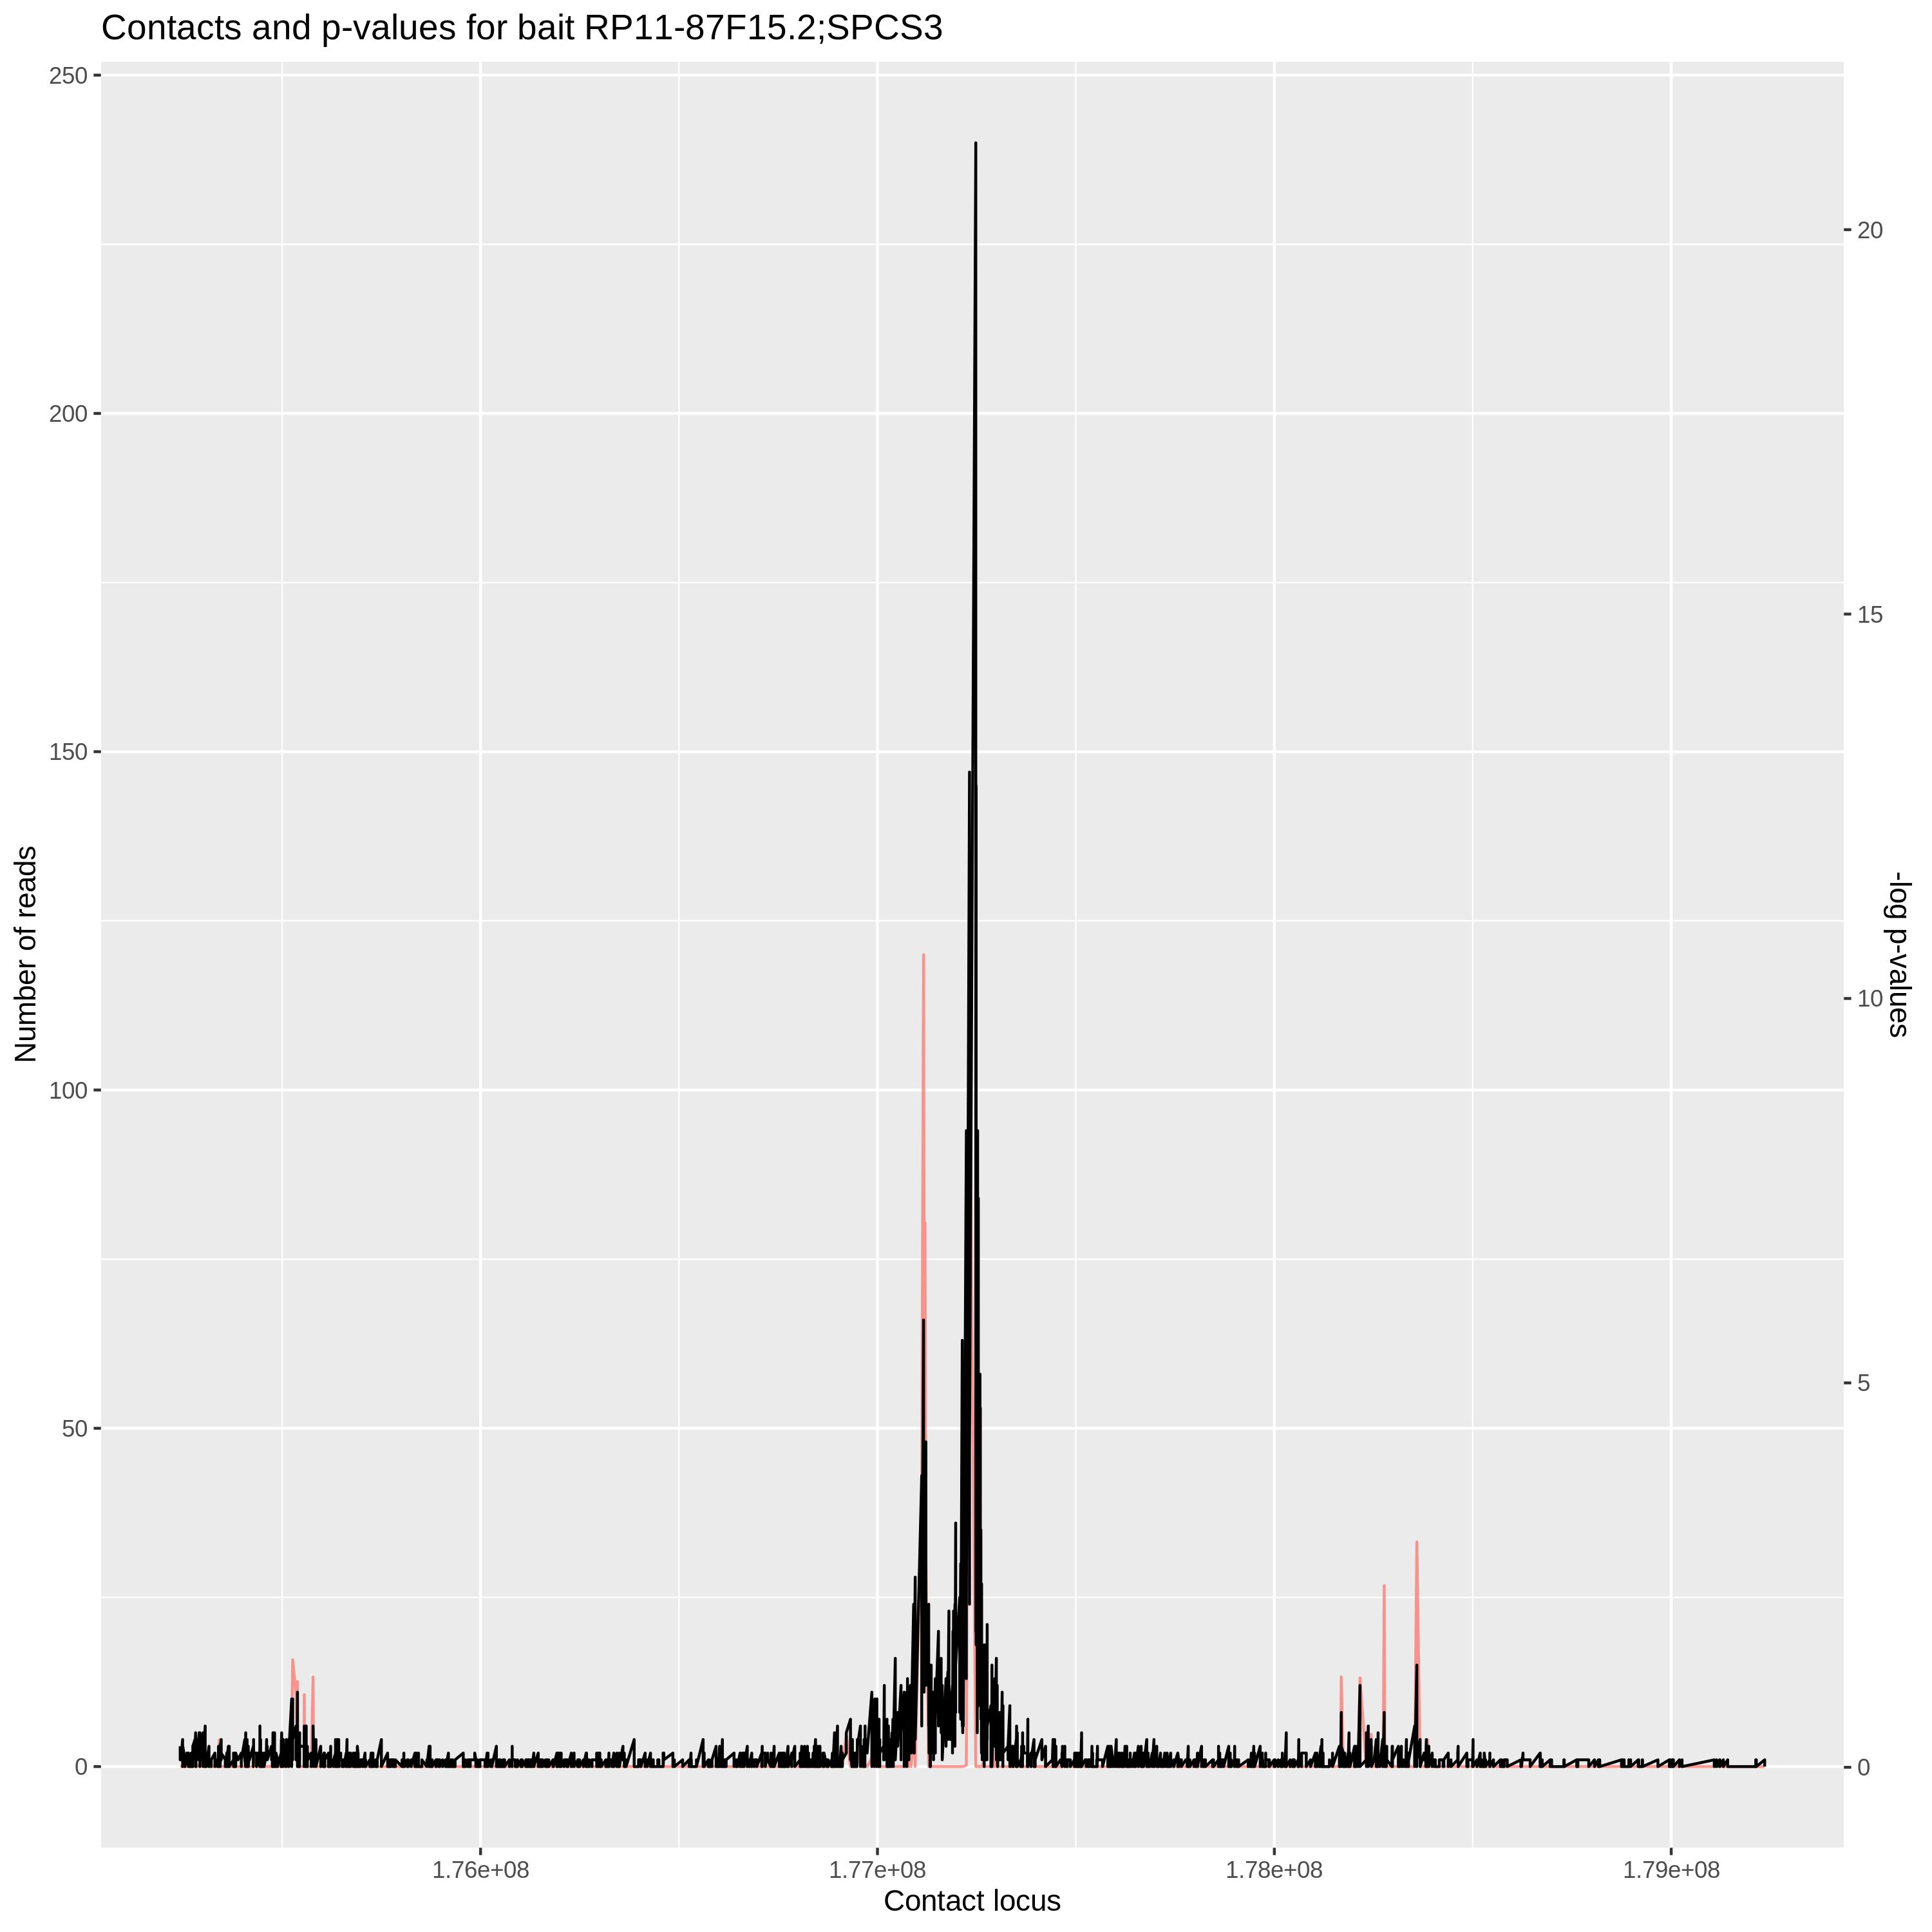 Contacts and p-values for bait RP11-87F15.2;SPCS3
250
200
150
100
50
0
Number of reads
20
15
10
5
0
-log p-values
1.76e+08
1.77e+08
1.78e+08
1.79e+08
Contact locus